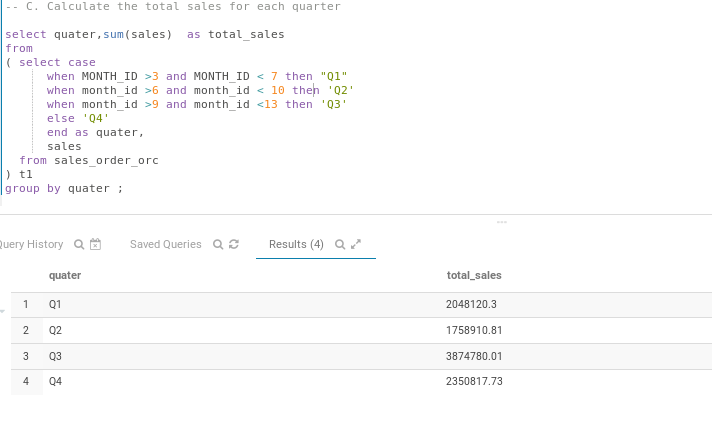 -- C. Calculate the total sales for each quarter
select quater,sum(sales)  as total_sales
from
( select case
when MONTH_ID >3 and MONTH_ID < 7 then "Q1"
when month_id >6 and month_id < 10 then 'Q2'
when month_id >9 and month_id <13 then 'Q3'
else 'Q4'
end as quater,
sales
from sales_order_orc
) t1
group by quater ;
Query History Saved Queries Results (4)
quater total_sales
1 Q1 2048120.3
2 Q2 1758910.81
3 Q3 3874780.01
4 Q4 2350817.73